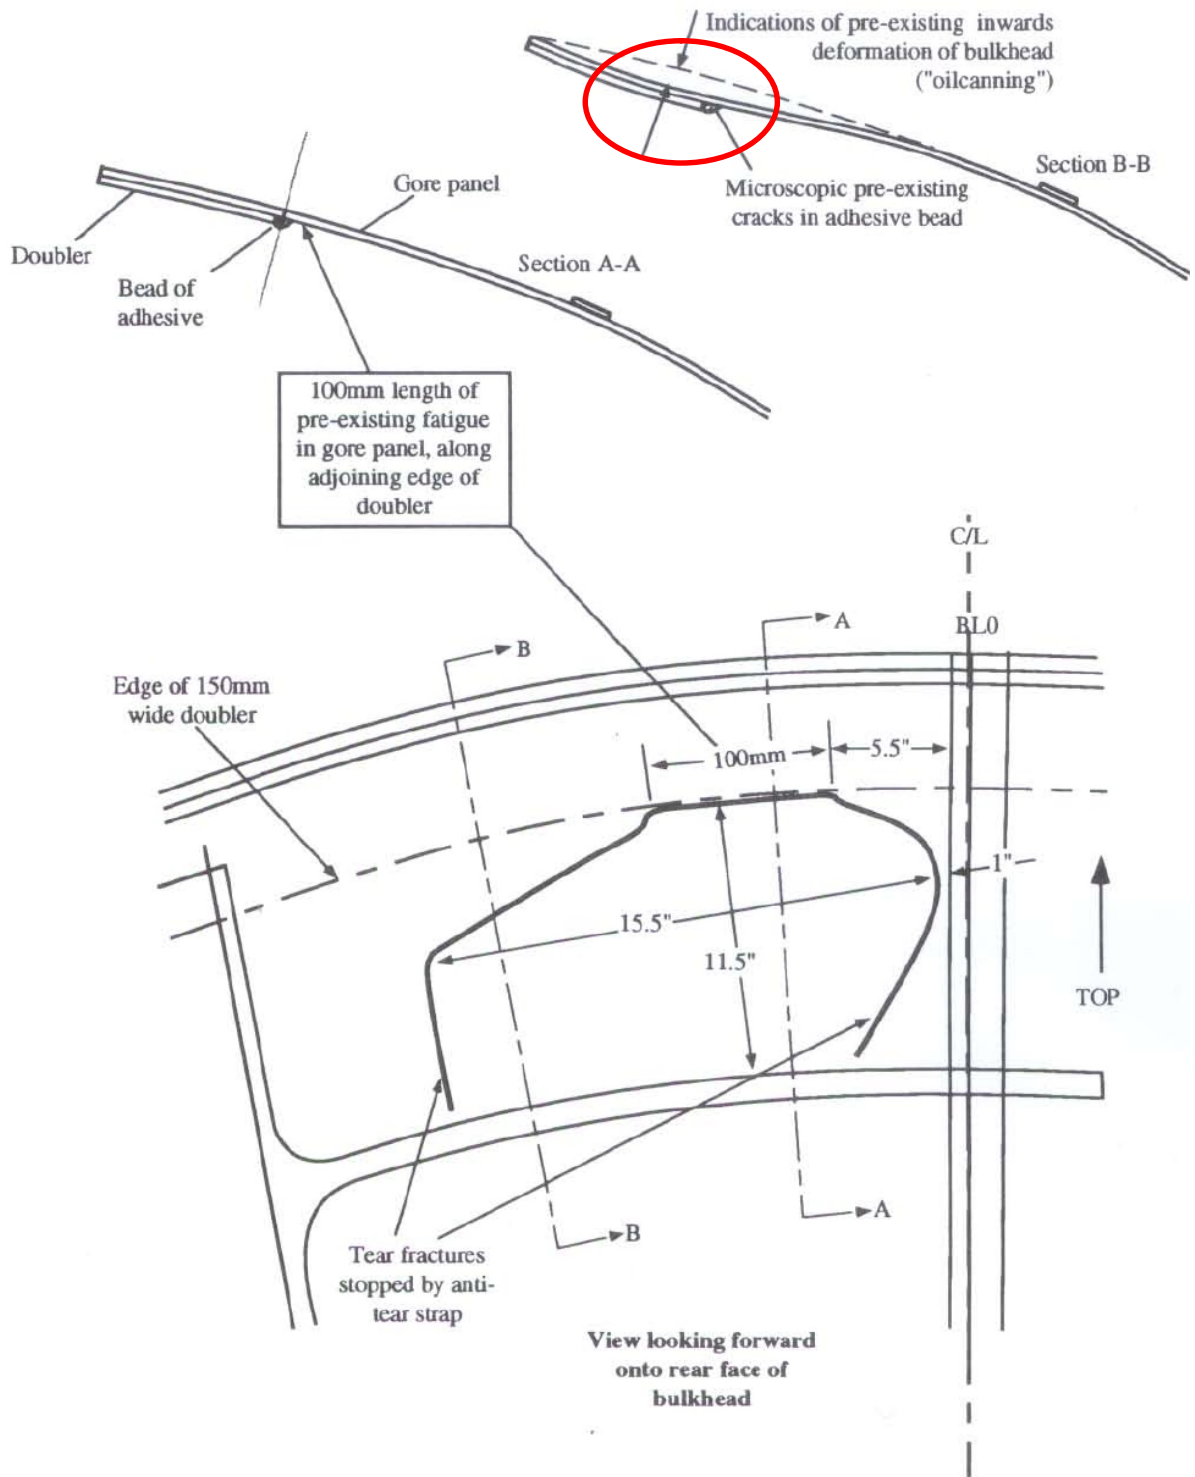 Indications of pre-existing inwards
deformation of bulkhead
("oilcanning")
Section B-B
Microscopic pre-existing
cracks in adhesive bead
Gore panel
Doubler
Section A-A
Bead of
adhesive
100mm length of
pre-existing fatigue
in gore panel, along
adjoining edge of
doubler
C/L
BL0
A
B
Edge of 150mm
wide doubler
100mm
5.5"
1"
15.5"
11.5"
TOP
A
B
Tear fractures
stopped by anti-
tear strap
View looking forward
onto rear face of
bulkhead